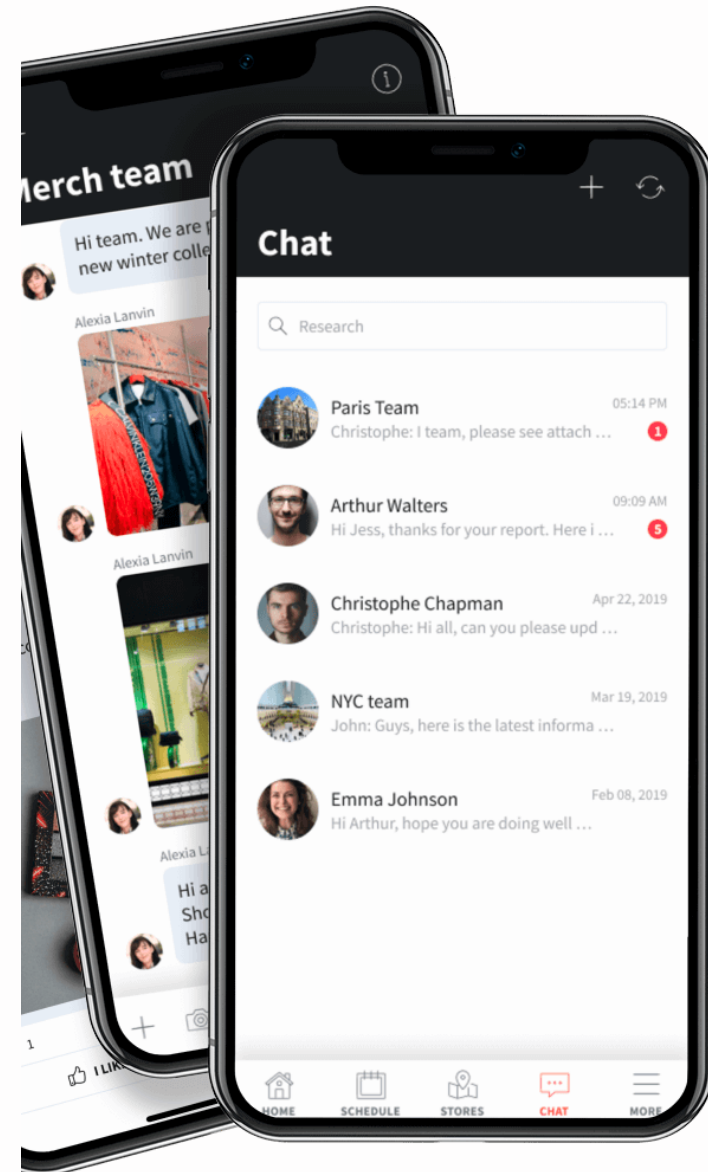 Merch team
Hi team. We are
new winter colle
Alexia Lanvin
Alexia Lanvin
Alexia La
Hi a
Sho
Ha
1
I LIK
Chat
Research
Paris Team
05:14 PM
Christophe: I team, please see attach ...
1
Arthur Walters
09:09 AM
Hi Jess, thanks for your report. Here i ...
5
Christophe Chapman
Apr 22, 2019
Christophe: Hi all, can you please upd ...
NYC team
Mar 19, 2019
John: Guys, here is the latest informa ...
Emma Johnson
Feb 08, 2019
Hi Arthur, hope you are doing well ...
HOME SCHEDULE STORES CHAT MORE